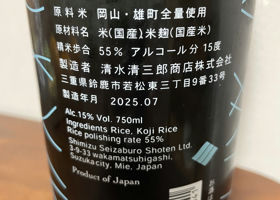 原料米 岡山・雄町全量使用
原材料名 米(国産)米麹(国産米)
精米歩合 55% アルコール分 15度
製造者 清水清三郎商店株式会社
三重県鈴鹿市若松東三丁目9番33号
製造年月 2025.07
Alc.15% Vol. 750ml
Ingredients Rice, Koji Rice
Rice polishing rate 55%
Shimizu Seizaburo Shoten Ltd.
3-9-33 wakamatsuhigashi,
Suzuka city, Mie, Japan
Product of Japan